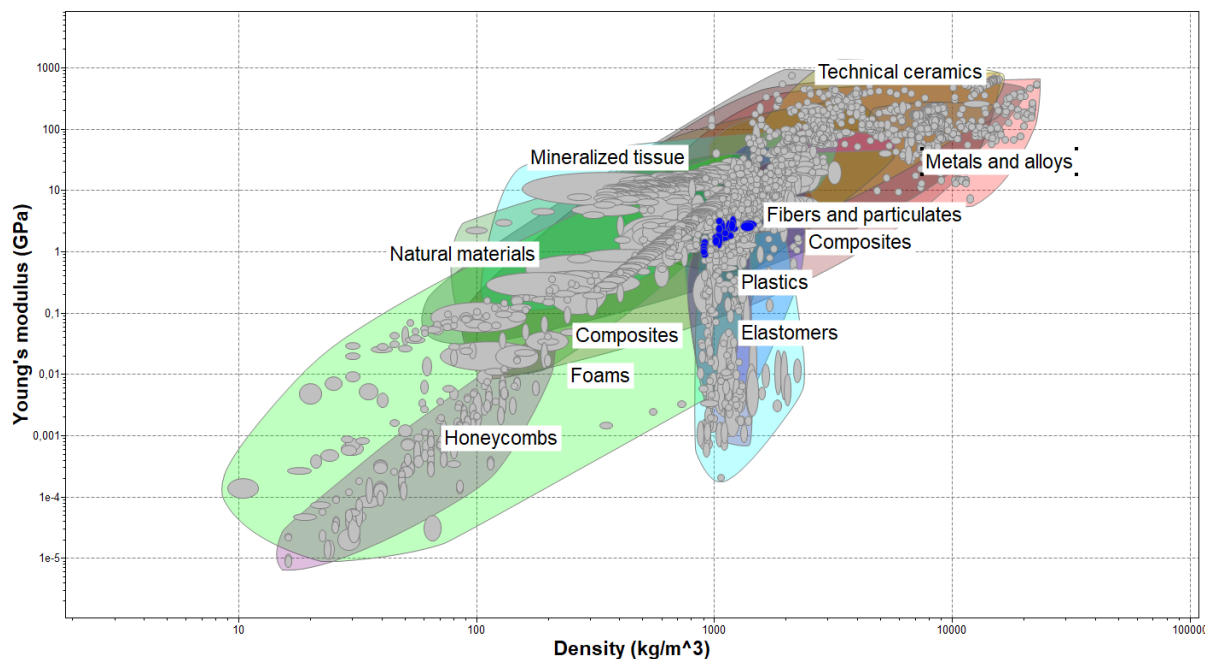 Young's modulus (GPa)
1000
100
10
1
0,1
0,01
0,001
1e-4
1e-5
Technical ceramics
Mineralized tissue
Metals and alloys
Fibers and particulates
Composites
Natural materials
Plastics
Composites
Elastomers
Foams
Honeycombs
10
100
1000
10000
100000
Density (kg/m^3)